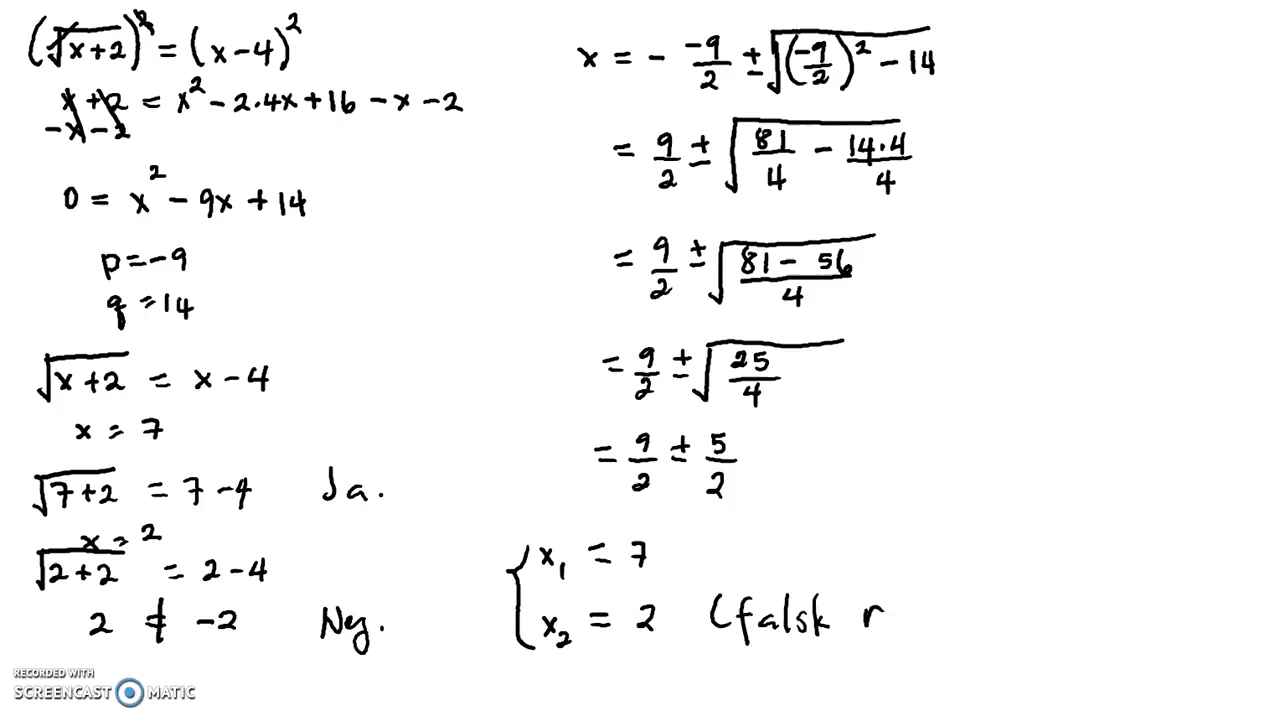 (√x+2)² = (x-4)²
x+2 = x² - 2·4x + 16 - x - 2
-x-2
0 = x² - 9x + 14
p = -9
q = 14
√x+2 = x - 4
x = 7
√7+2 = 7-4 Ja.
x = 2
√2+2 = 2-4
2 ≠ -2 Nej.
x = - -9/2 ± √(-9/2)² - 14
= 9/2 ± √81/4 - 14·4/4
= 9/2 ± √81 - 56/4
= 9/2 ± √25/4
= 9/2 ± 5/2
{ x₁ = 7
x₂ = 2 (falsk r
RECORDED WITH
SCREENCAST MATIC